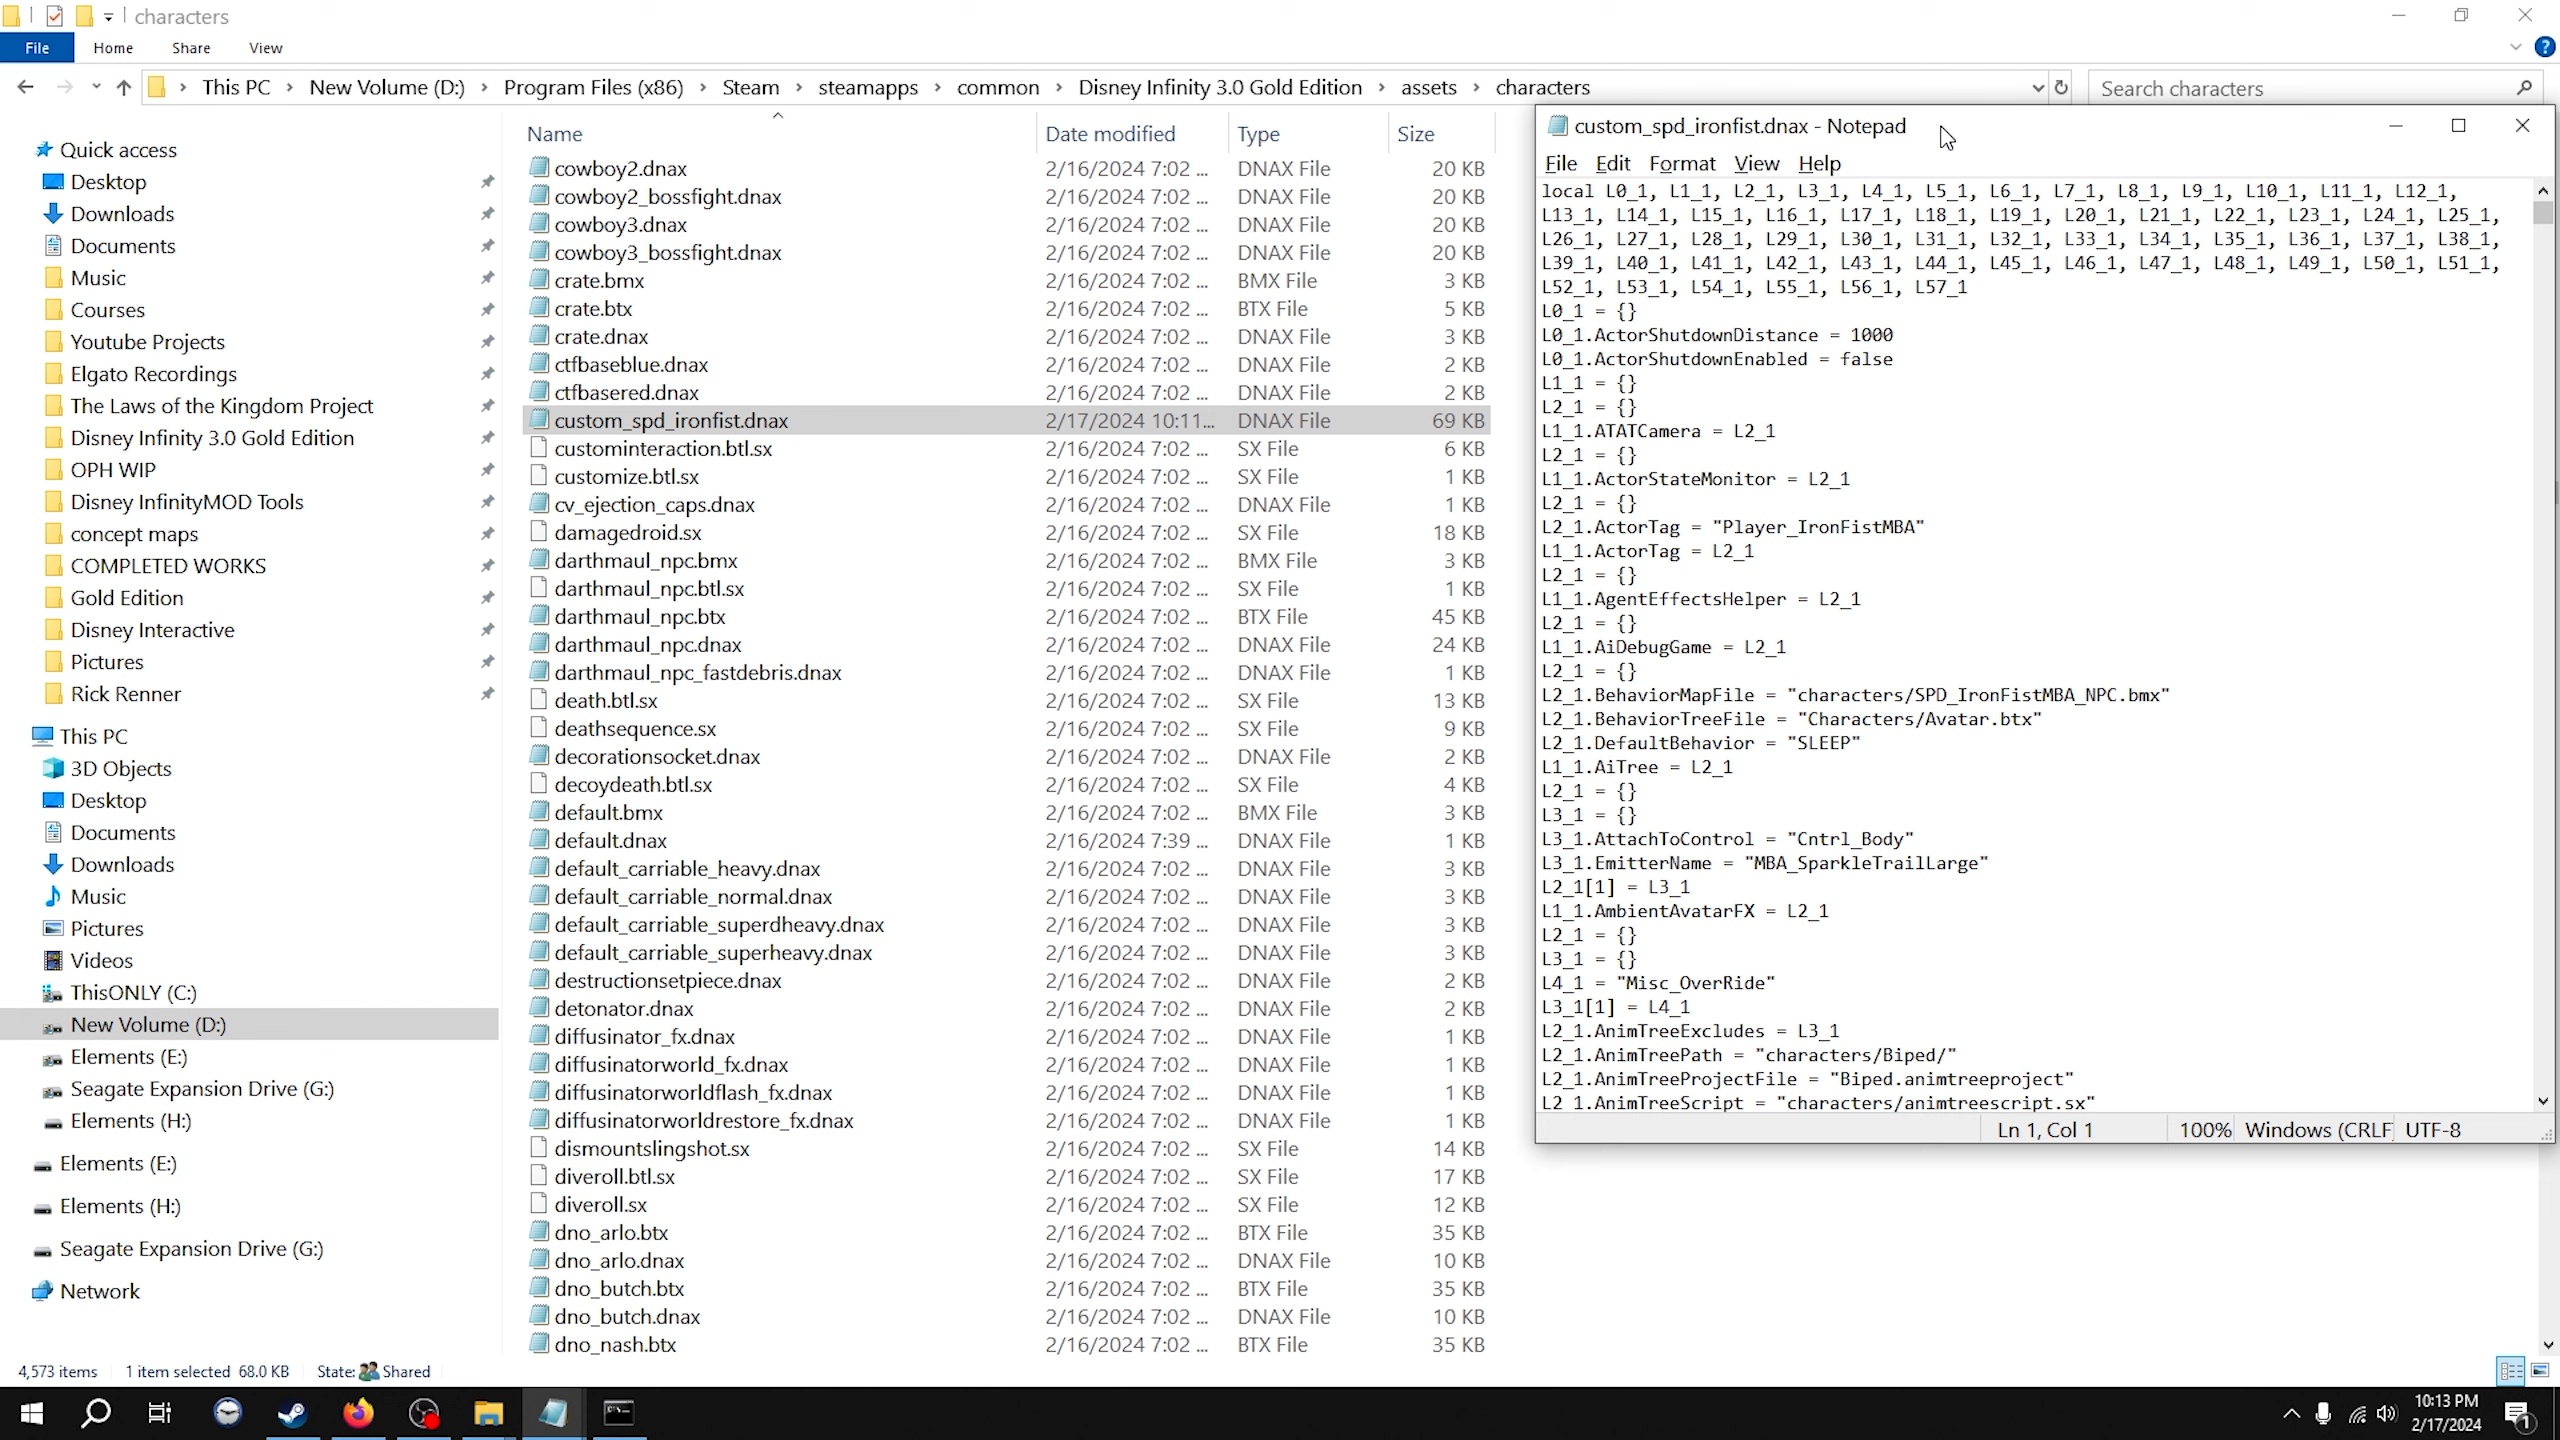 characters
File Home Share View
This PC New Volume (D:) Program Files (x86) Steam steamapps common Disney Infinity 3.0 Gold Edition assets characters
Search characters
Quick access
Desktop
Downloads
Documents
Music
Courses
Youtube Projects
Elgato Recordings
The Laws of the Kingdom Project
Disney Infinity 3.0 Gold Edition
OPH WIP
Disney InfinityMOD Tools
concept maps
COMPLETED WORKS
Gold Edition
Disney Interactive
Pictures
Rick Renner
This PC
3D Objects
Desktop
Documents
Downloads
Music
Pictures
Videos
ThisONLY (C:)
New Volume (D:)
Elements (E:)
Seagate Expansion Drive (G:)
Elements (H:)
Elements (E:)
Elements (H:)
Seagate Expansion Drive (G:)
Network
Name Date modified Type Size
cowboy2.dnax 2/16/2024 7:02 ... DNAX File 20 KB
cowboy2_bossfight.dnax 2/16/2024 7:02 ... DNAX File 20 KB
cowboy3.dnax 2/16/2024 7:02 ... DNAX File 20 KB
cowboy3_bossfight.dnax 2/16/2024 7:02 ... DNAX File 20 KB
crate.bmx 2/16/2024 7:02 ... BMX File 3 KB
crate.btx 2/16/2024 7:02 ... BTX File 5 KB
crate.dnax 2/16/2024 7:02 ... DNAX File 3 KB
ctfbaseblue.dnax 2/16/2024 7:02 ... DNAX File 2 KB
ctfbasered.dnax 2/16/2024 7:02 ... DNAX File 2 KB
custom_spd_ironfist.dnax 2/17/2024 10:11... DNAX File 69 KB
custominteraction.btl.sx 2/16/2024 7:02 ... SX File 6 KB
customize.btl.sx 2/16/2024 7:02 ... SX File 1 KB
cv_ejection_caps.dnax 2/16/2024 7:02 ... DNAX File 1 KB
damagedroid.sx 2/16/2024 7:02 ... SX File 18 KB
darthmaul_npc.bmx 2/16/2024 7:02 ... BMX File 3 KB
darthmaul_npc.btl.sx 2/16/2024 7:02 ... SX File 1 KB
darthmaul_npc.btx 2/16/2024 7:02 ... BTX File 45 KB
darthmaul_npc.dnax 2/16/2024 7:02 ... DNAX File 24 KB
darthmaul_npc_fastdebris.dnax 2/16/2024 7:02 ... DNAX File 1 KB
death.btl.sx 2/16/2024 7:02 ... SX File 13 KB
deathsequence.sx 2/16/2024 7:02 ... SX File 9 KB
decorationsocket.dnax 2/16/2024 7:02 ... DNAX File 2 KB
decoydeath.btl.sx 2/16/2024 7:02 ... SX File 4 KB
default.bmx 2/16/2024 7:02 ... BMX File 3 KB
default.dnax 2/16/2024 7:39 ... DNAX File 1 KB
default_carriable_heavy.dnax 2/16/2024 7:02 ... DNAX File 3 KB
default_carriable_normal.dnax 2/16/2024 7:02 ... DNAX File 3 KB
default_carriable_superdheavy.dnax 2/16/2024 7:02 ... DNAX File 3 KB
default_carriable_superheavy.dnax 2/16/2024 7:02 ... DNAX File 3 KB
destructionsetpiece.dnax 2/16/2024 7:02 ... DNAX File 2 KB
detonator.dnax 2/16/2024 7:02 ... DNAX File 2 KB
diffusinator_fx.dnax 2/16/2024 7:02 ... DNAX File 1 KB
diffusinatorworld_fx.dnax 2/16/2024 7:02 ... DNAX File 1 KB
diffusinatorworldflash_fx.dnax 2/16/2024 7:02 ... DNAX File 1 KB
diffusinatorworldrestore_fx.dnax 2/16/2024 7:02 ... DNAX File 1 KB
dismountslingshot.sx 2/16/2024 7:02 ... SX File 14 KB
diveroll.btl.sx 2/16/2024 7:02 ... SX File 17 KB
diveroll.sx 2/16/2024 7:02 ... SX File 12 KB
dno_arlo.btx 2/16/2024 7:02 ... BTX File 35 KB
dno_arlo.dnax 2/16/2024 7:02 ... DNAX File 10 KB
dno_butch.btx 2/16/2024 7:02 ... BTX File 35 KB
dno_butch.dnax 2/16/2024 7:02 ... DNAX File 10 KB
dno_nash.btx 2/16/2024 7:02 ... BTX File 35 KB
custom_spd_ironfist.dnax - Notepad
File Edit Format View Help
local L0_1, L1_1, L2_1, L3_1, L4_1, L5_1, L6_1, L7_1, L8_1, L9_1, L10_1, L11_1, L12_1,
L13_1, L14_1, L15_1, L16_1, L17_1, L18_1, L19_1, L20_1, L21_1, L22_1, L23_1, L24_1, L25_1,
L26_1, L27_1, L28_1, L29_1, L30_1, L31_1, L32_1, L33_1, L34_1, L35_1, L36_1, L37_1, L38_1,
L39_1, L40_1, L41_1, L42_1, L43_1, L44_1, L45_1, L46_1, L47_1, L48_1, L49_1, L50_1, L51_1,
L52_1, L53_1, L54_1, L55_1, L56_1, L57_1
L0_1 = {}
L0_1.ActorShutdownDistance = 1000
L0_1.ActorShutdownEnabled = false
L1_1 = {}
L2_1 = {}
L1_1.ATATCamera = L2_1
L2_1 = {}
L1_1.ActorStateMonitor = L2_1
L2_1 = {}
L2_1.ActorTag = "Player_IronFistMBA"
L1_1.ActorTag = L2_1
L2_1 = {}
L1_1.AgentEffectsHelper = L2_1
L2_1 = {}
L1_1.AiDebugGame = L2_1
L2_1 = {}
L2_1.BehaviorMapFile = "characters/SPD_IronFistMBA_NPC.bmx"
L2_1.BehaviorTreeFile = "Characters/Avatar.btx"
L2_1.DefaultBehavior = "SLEEP"
L1_1.AiTree = L2_1
L2_1 = {}
L3_1 = {}
L3_1.AttachToControl = "Cntrl_Body"
L3_1.EmitterName = "MBA_SparkleTrailLarge"
L2_1[1] = L3_1
L1_1.AmbientAvatarFX = L2_1
L2_1 = {}
L3_1 = {}
L4_1 = "Misc_OverRide"
L3_1[1] = L4_1
L2_1.AnimTreeExcludes = L3_1
L2_1.AnimTreePath = "characters/Biped/"
L2_1.AnimTreeProjectFile = "Biped.animtreeproject"
L2_1.AnimTreeScript = "characters/animtreescript.sx"
Ln 1, Col 1 100% Windows (CRLF UTF-8
4,573 items 1 item selected 68.0 KB State: Shared
10:13 PM
2/17/2024
1